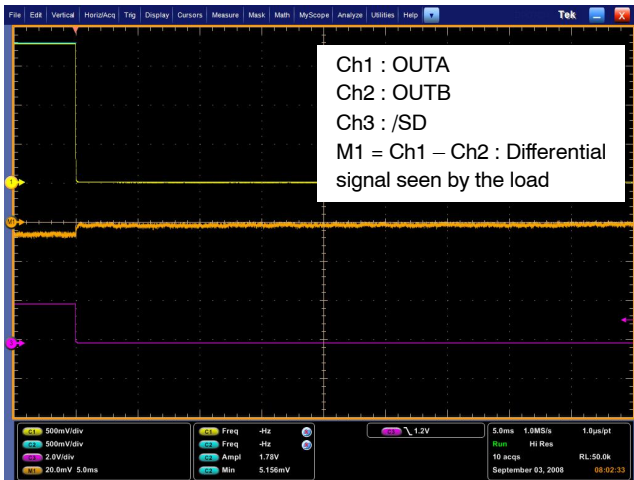 File Edit Vertical Horiz/Acq Trig Display Cursors Measure Mask Math MyScope Analyze Utilities Help Tek X
Ch1 : OUTA
Ch2 : OUTB
Ch3 : /SD
M1 = Ch1 – Ch2 : Differential
signal seen by the load
1
M1
3
C1 500mV/div
C2 500mV/div
C3 2.0V/div
M1 20.0mV 5.0ms
C1 Freq -Hz
C2 Freq -Hz
C2 Ampl 1.78V
C2 Min 5.156mV
C3 1.2V
5.0ms 1.0MS/s 1.0µs/pt
Run Hi Res
10 acqs RL:50.0k
September 03, 2008 08:02:33